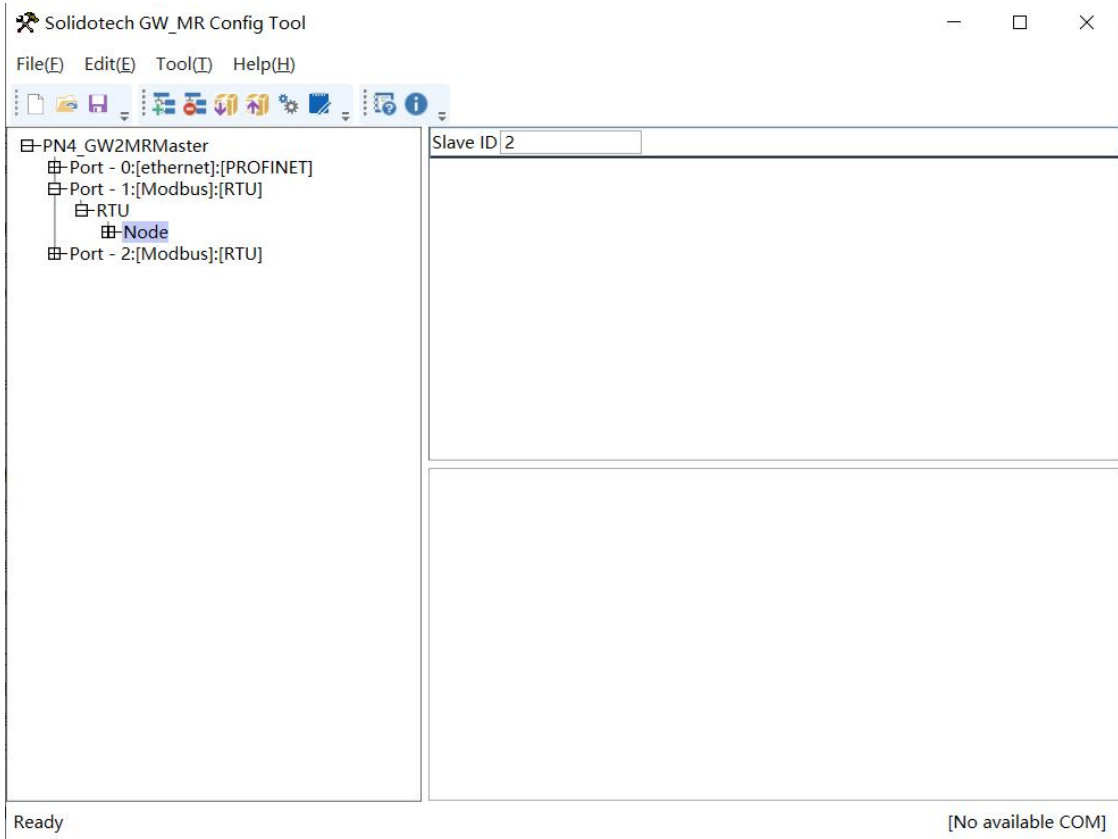 Solidotech GW_MR Config Tool
File(F) Edit(E) Tool(T) Help(H)
PN4_GW2MRMaster
Port - 0:[ethernet]:[PROFINET]
Port - 1:[Modbus]:[RTU]
RTU
Node
Port - 2:[Modbus]:[RTU]
Slave ID 2
Ready
[No available COM]